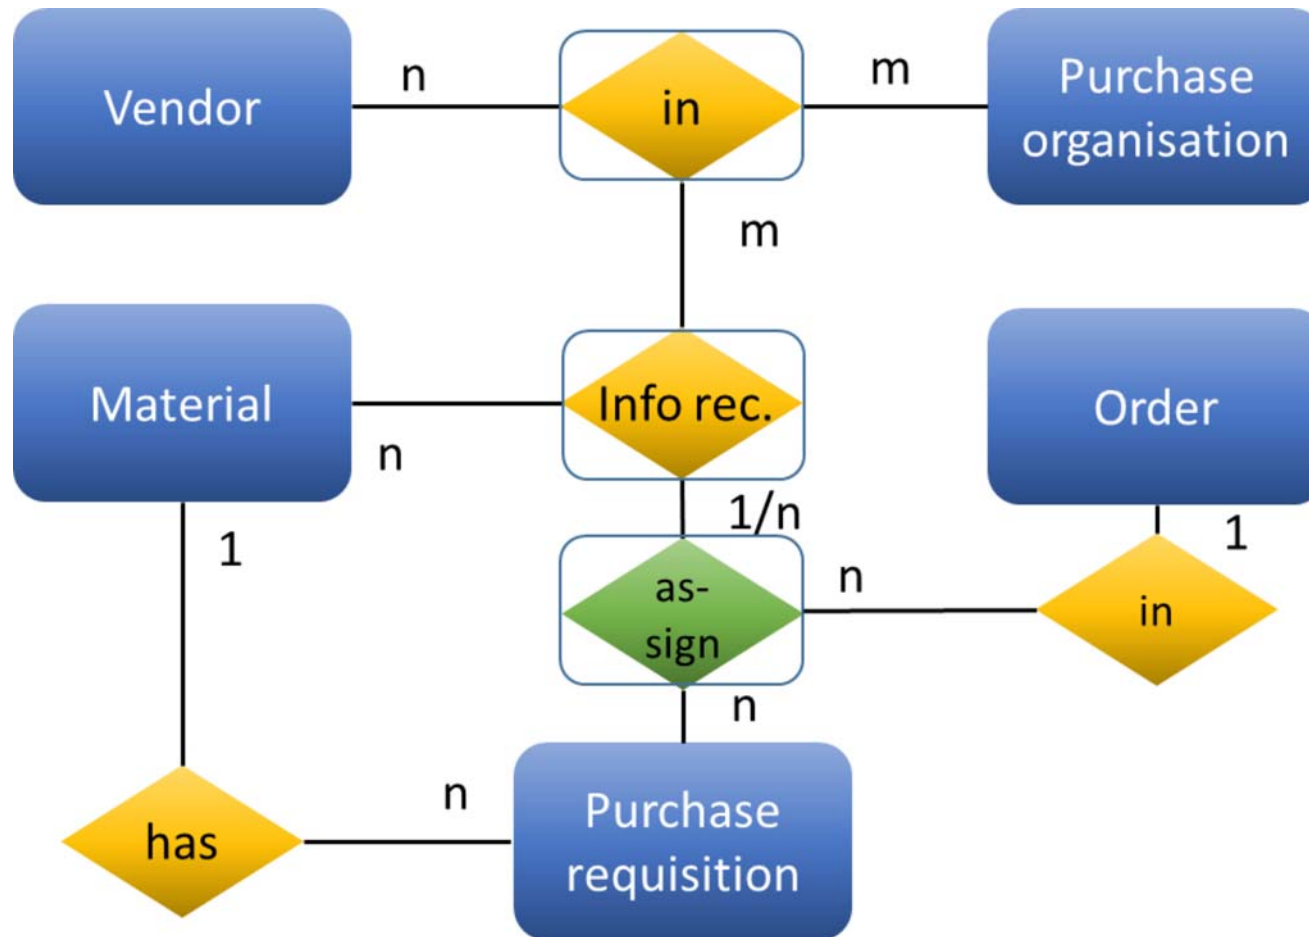 Vendor
n
in
m
Purchase
organisation
m
Material
n
Info rec.
Order
1
1/n
1
as-
sign
n
in
n
has
n
Purchase
requisition